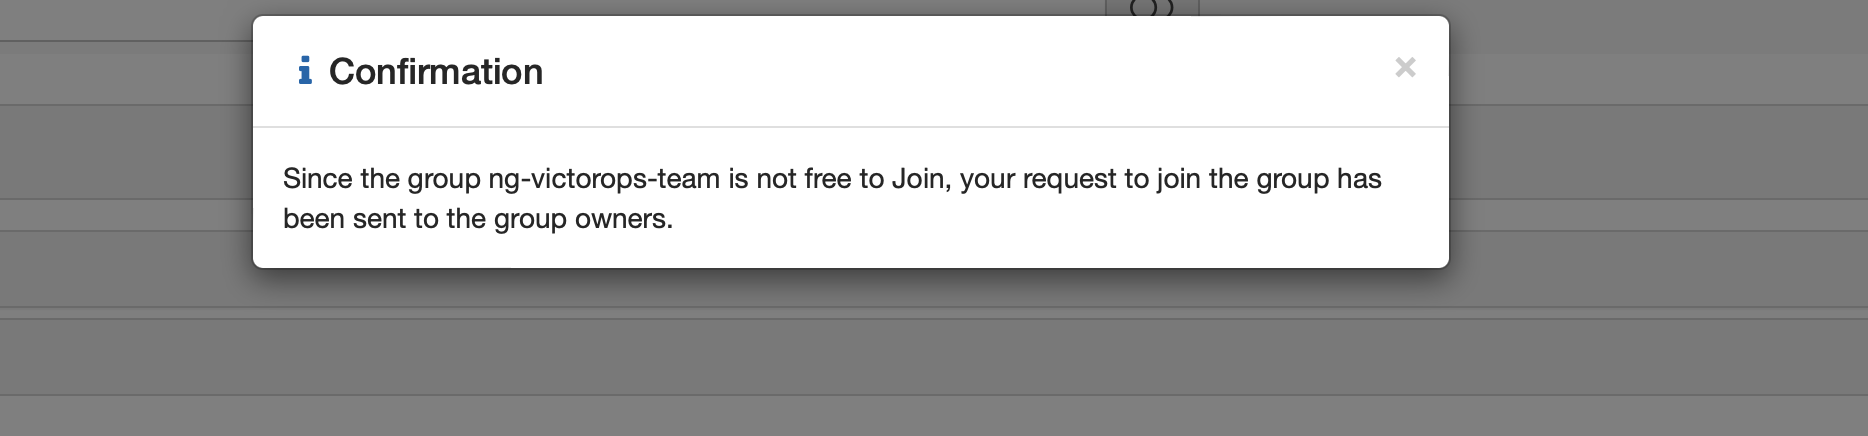 Confirmation
Since the group ng-victorops-team is not free to Join, your request to join the group has
been sent to the group owners.